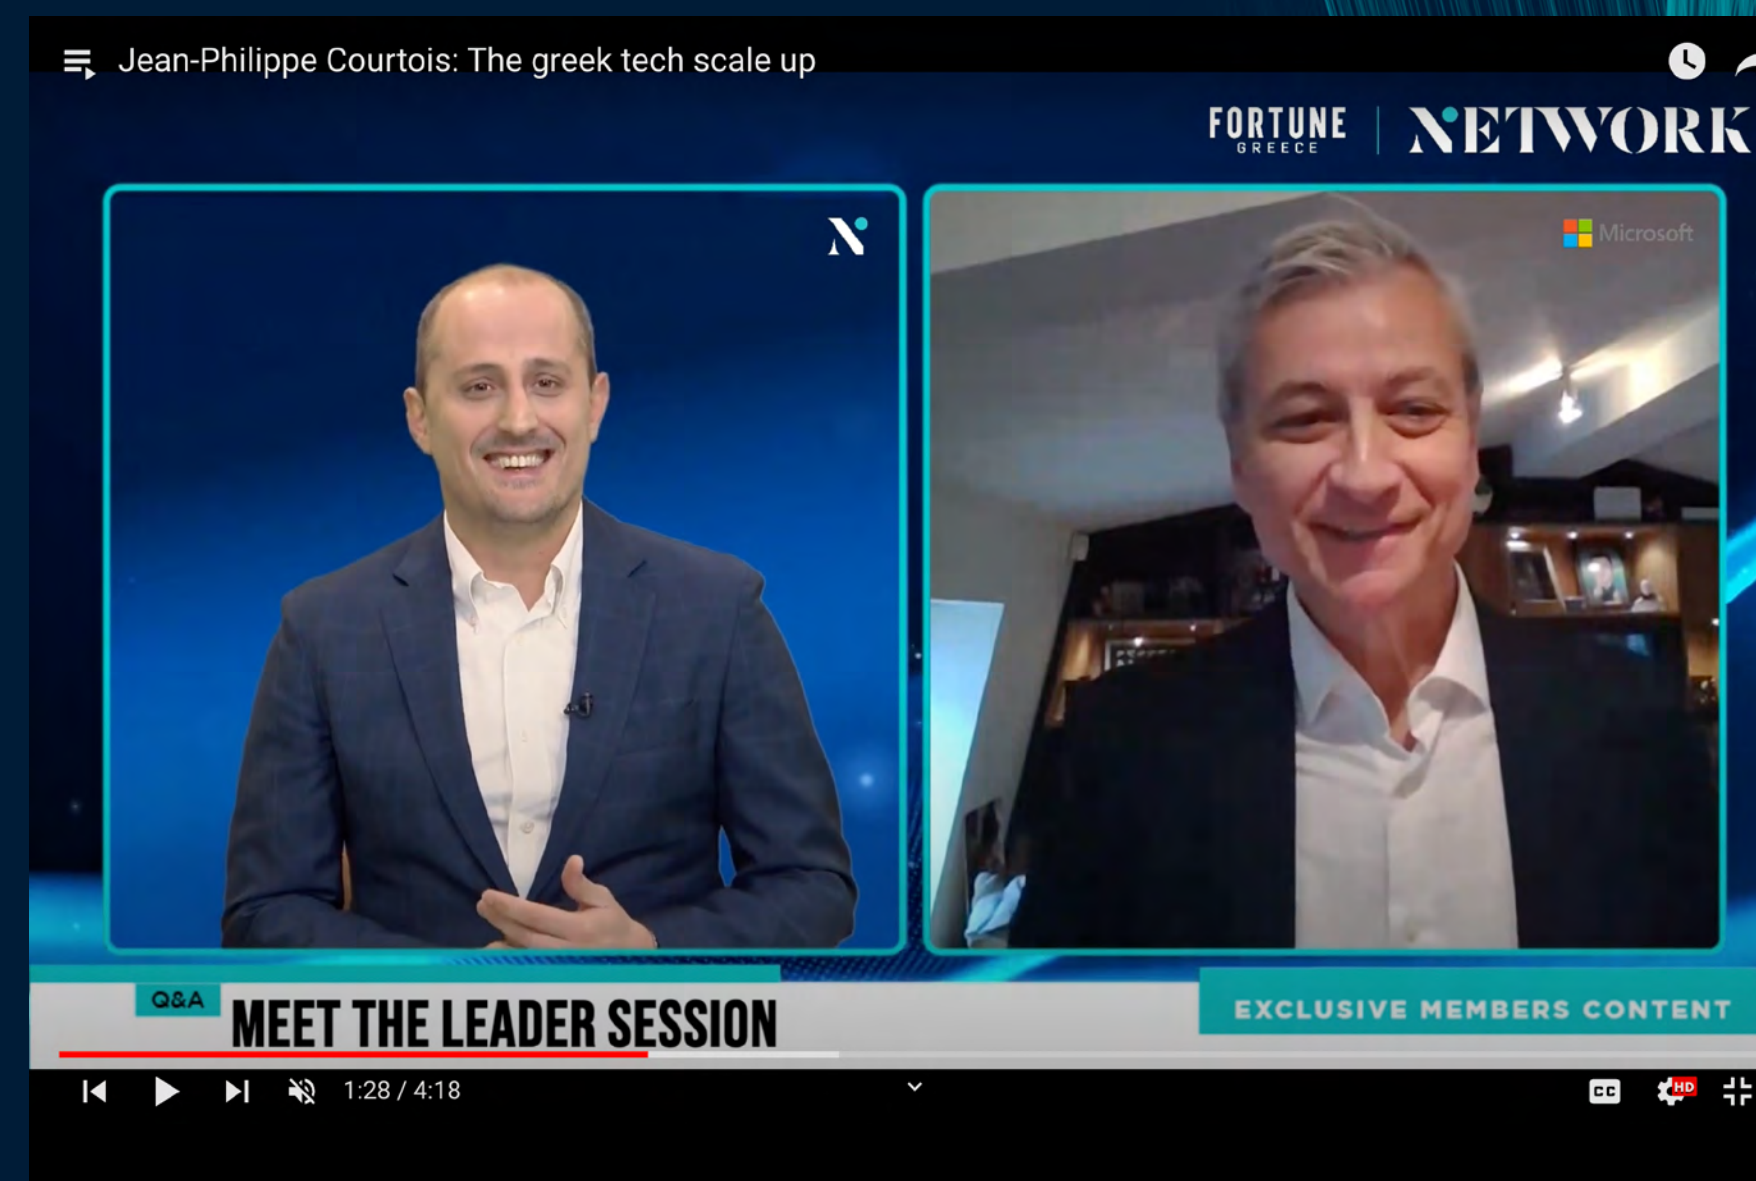 Jean-Philippe Courtois: The greek tech scale up
FORTUNE
GREECE
NETWORK
N
Microsoft
Q&A
MEET THE LEADER SESSION
EXCLUSIVE MEMBERS CONTENT
1:28 / 4:18
CC
HD